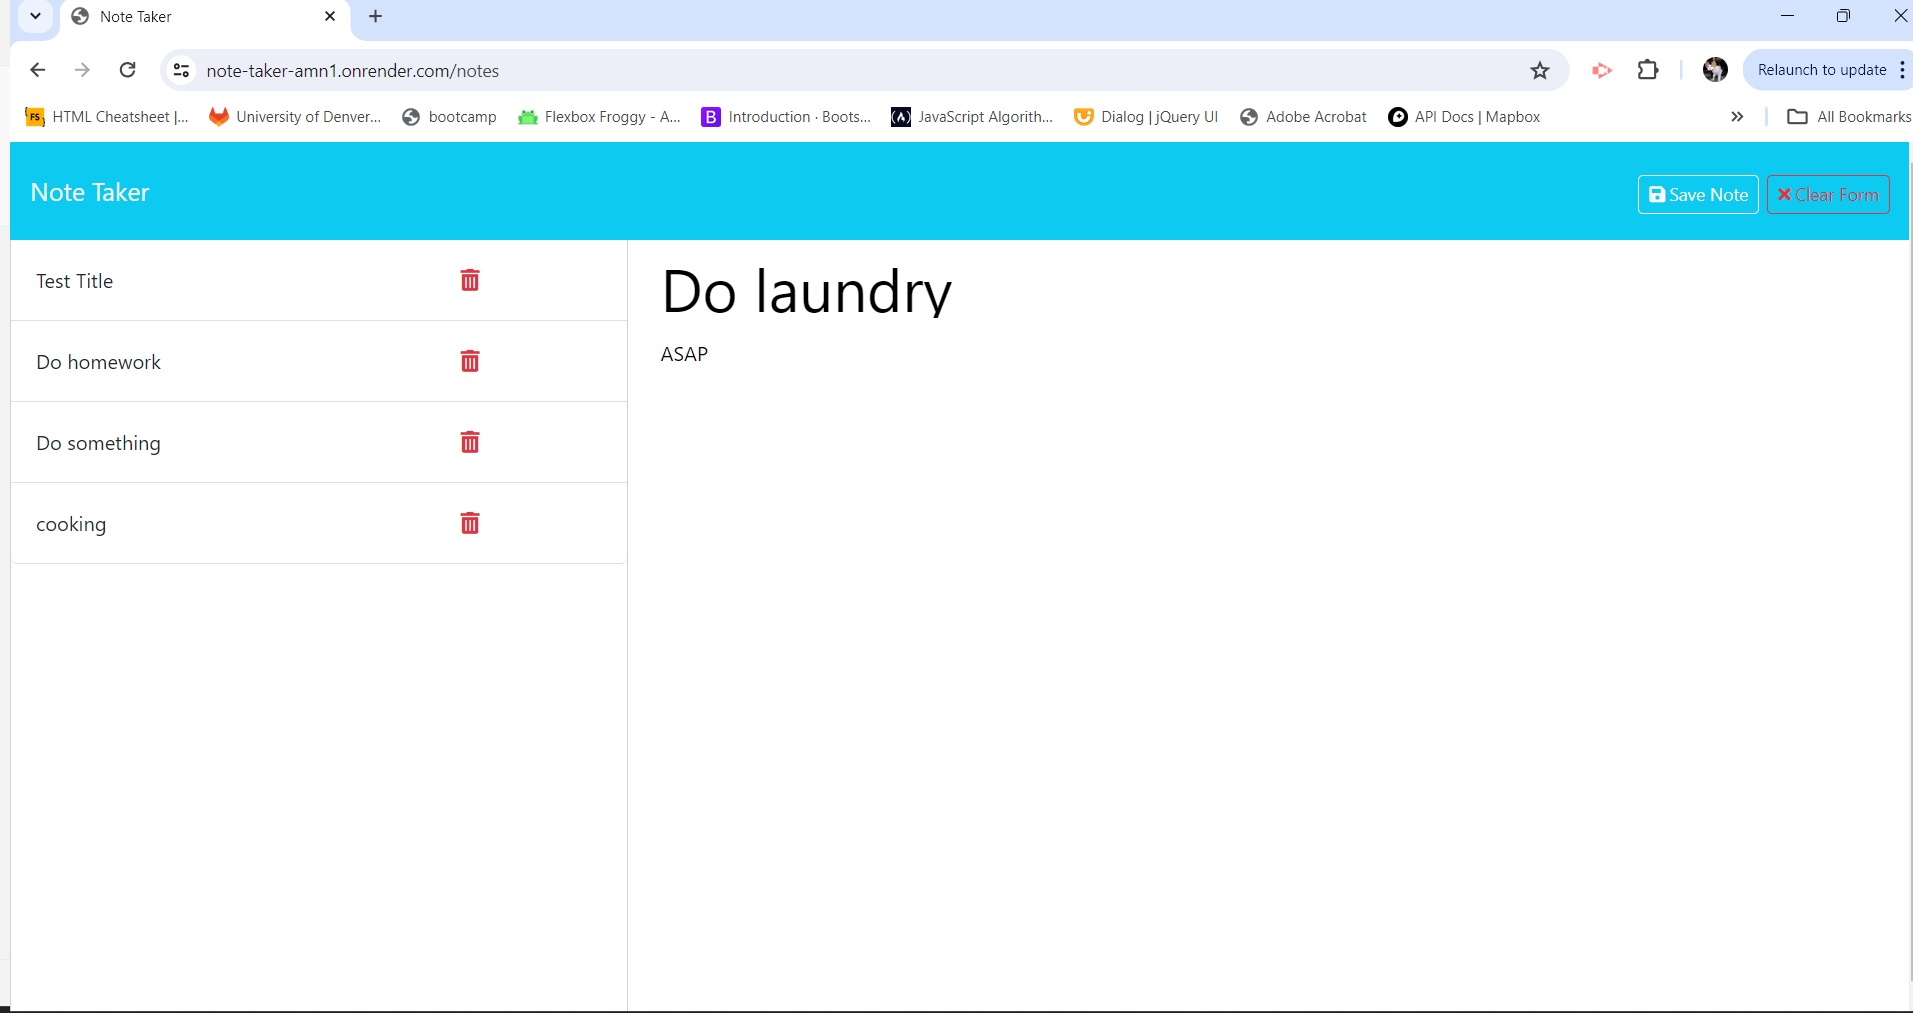 Note Taker
note-taker-amn1.onrender.com/notes
Relaunch to update
FS HTML Cheatsheet |...
University of Denver...
bootcamp
Flexbox Froggy - A...
B Introduction · Boots...
JavaScript Algorith...
Dialog | jQuery UI
Adobe Acrobat
API Docs | Mapbox
All Bookmarks
Note Taker
Save Note
Clear Form
Test Title
Do homework
Do something
cooking
Do laundry
ASAP